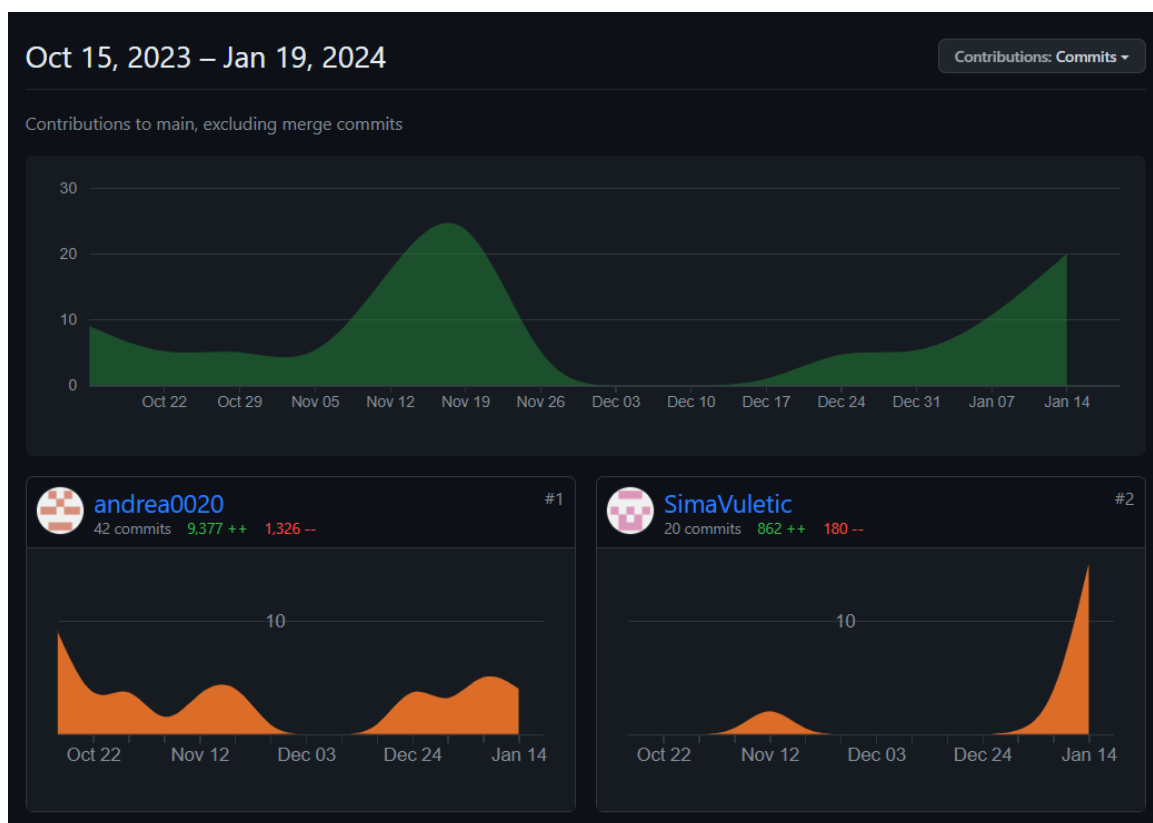 Oct 15, 2023 – Jan 19, 2024
Contributions: Commits
Contributions to main, excluding merge commits
30
20
10
0
Oct 22 Oct 29 Nov 05 Nov 12 Nov 19 Nov 26 Dec 03 Dec 10 Dec 17 Dec 24 Dec 31 Jan 07 Jan 14
andrea0020 #1
42 commits 9,377 ++ 1,326 --
10
Oct 22 Nov 12 Dec 03 Dec 24 Jan 14
SimaVuletic #2
20 commits 862 ++ 180 --
10
Oct 22 Nov 12 Dec 03 Dec 24 Jan 14